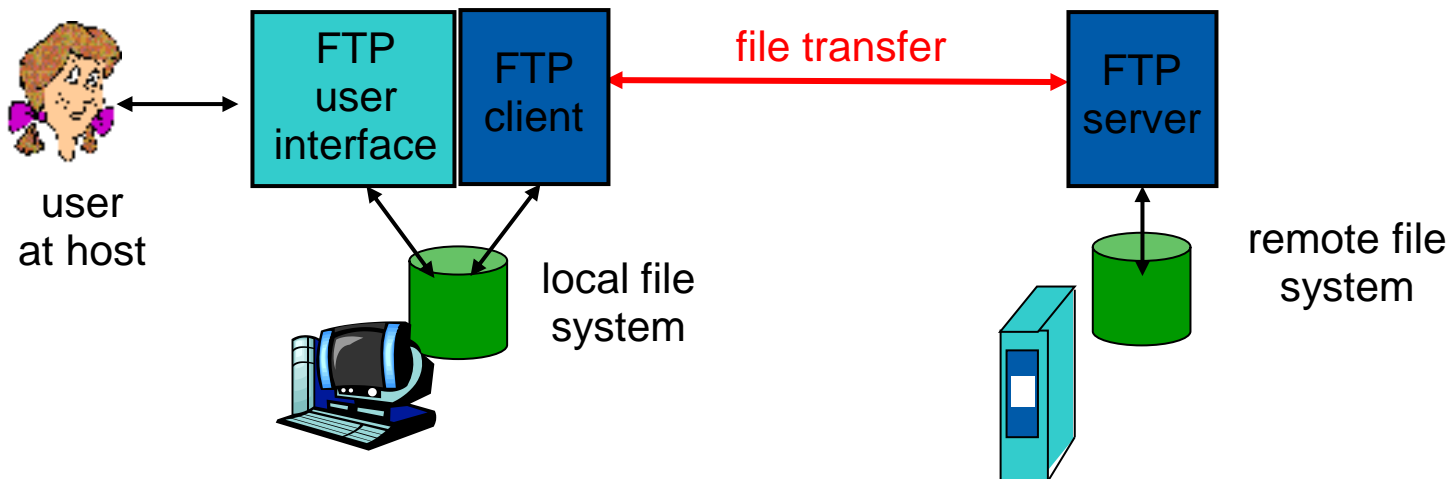 FTP
user
interface
FTP
client
file transfer
FTP
server
user
at host
local file
system
remote file
system